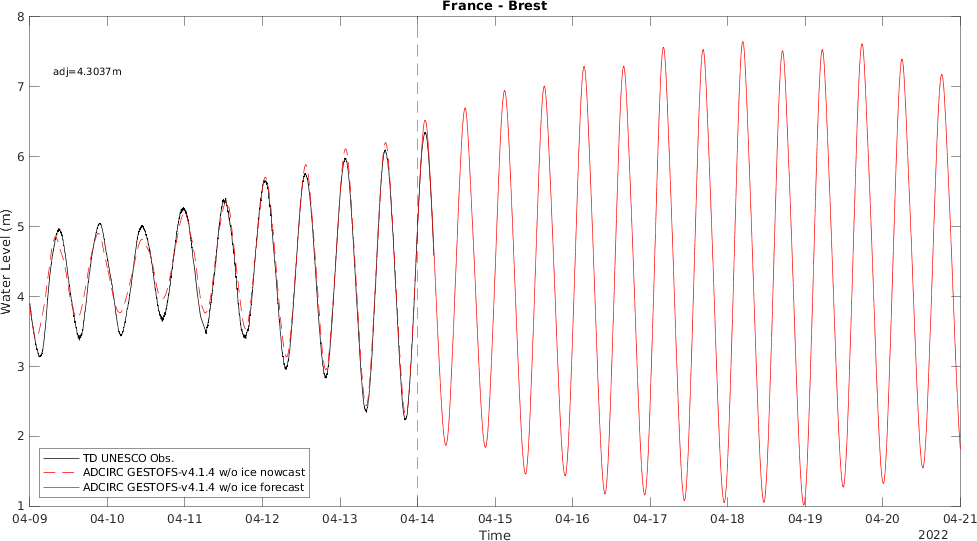 France - Brest
adj=4.3037m
8
7
6
5
4
3
2
1
Water Level (m)
TD UNESCO Obs.
ADCIRC GESTOFS-v4.1.4 w/o ice nowcast
ADCIRC GESTOFS-v4.1.4 w/o ice forecast
04-09 04-10 04-11 04-12 04-13 04-14 04-15 04-16 04-17 04-18 04-19 04-20 04-21
Time
2022